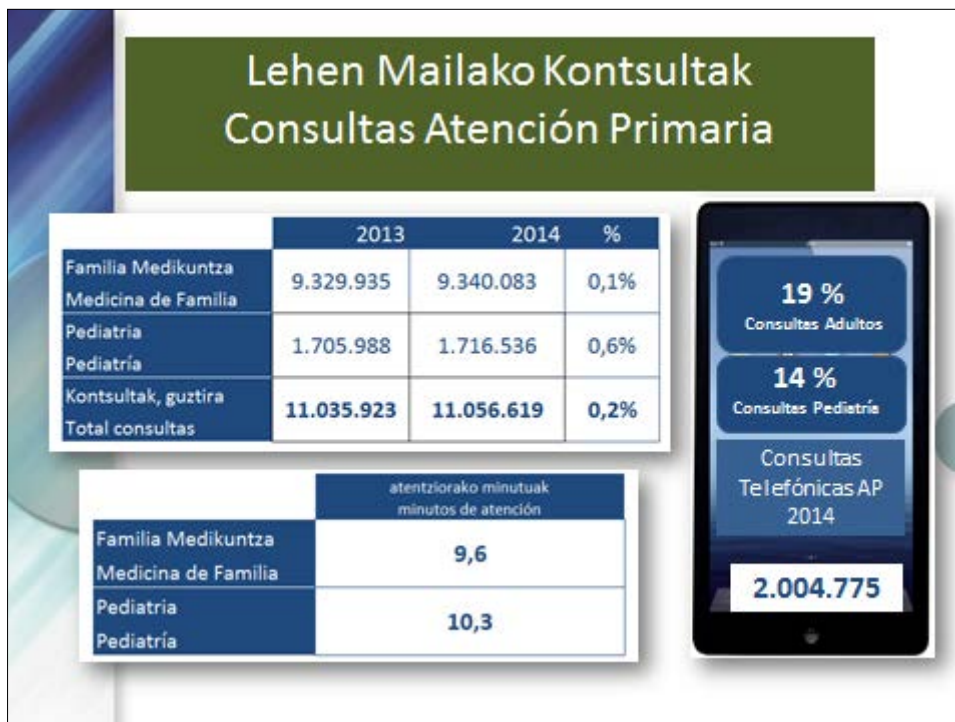 Lehen Mailako Kontsultak
Consultas Atención Primaria
2013 2014 %
Familia Medikuntza
Medicina de Familia
9.329.935 9.340.083 0,1%
Pediatria
Pediatría
1.705.988 1.716.536 0,6%
Kontsultak, guztira
Total consultas
11.035.923 11.056.619 0,2%
atentziorako minutuak
minutos de atención
Familia Medikuntza
Medicina de Familia
9,6
Pediatria
Pediatría
10,3
19 %
Consultas Adultos
14 %
Consultas Pediatría
Consultas
Telefónicas AP
2014
2.004.775